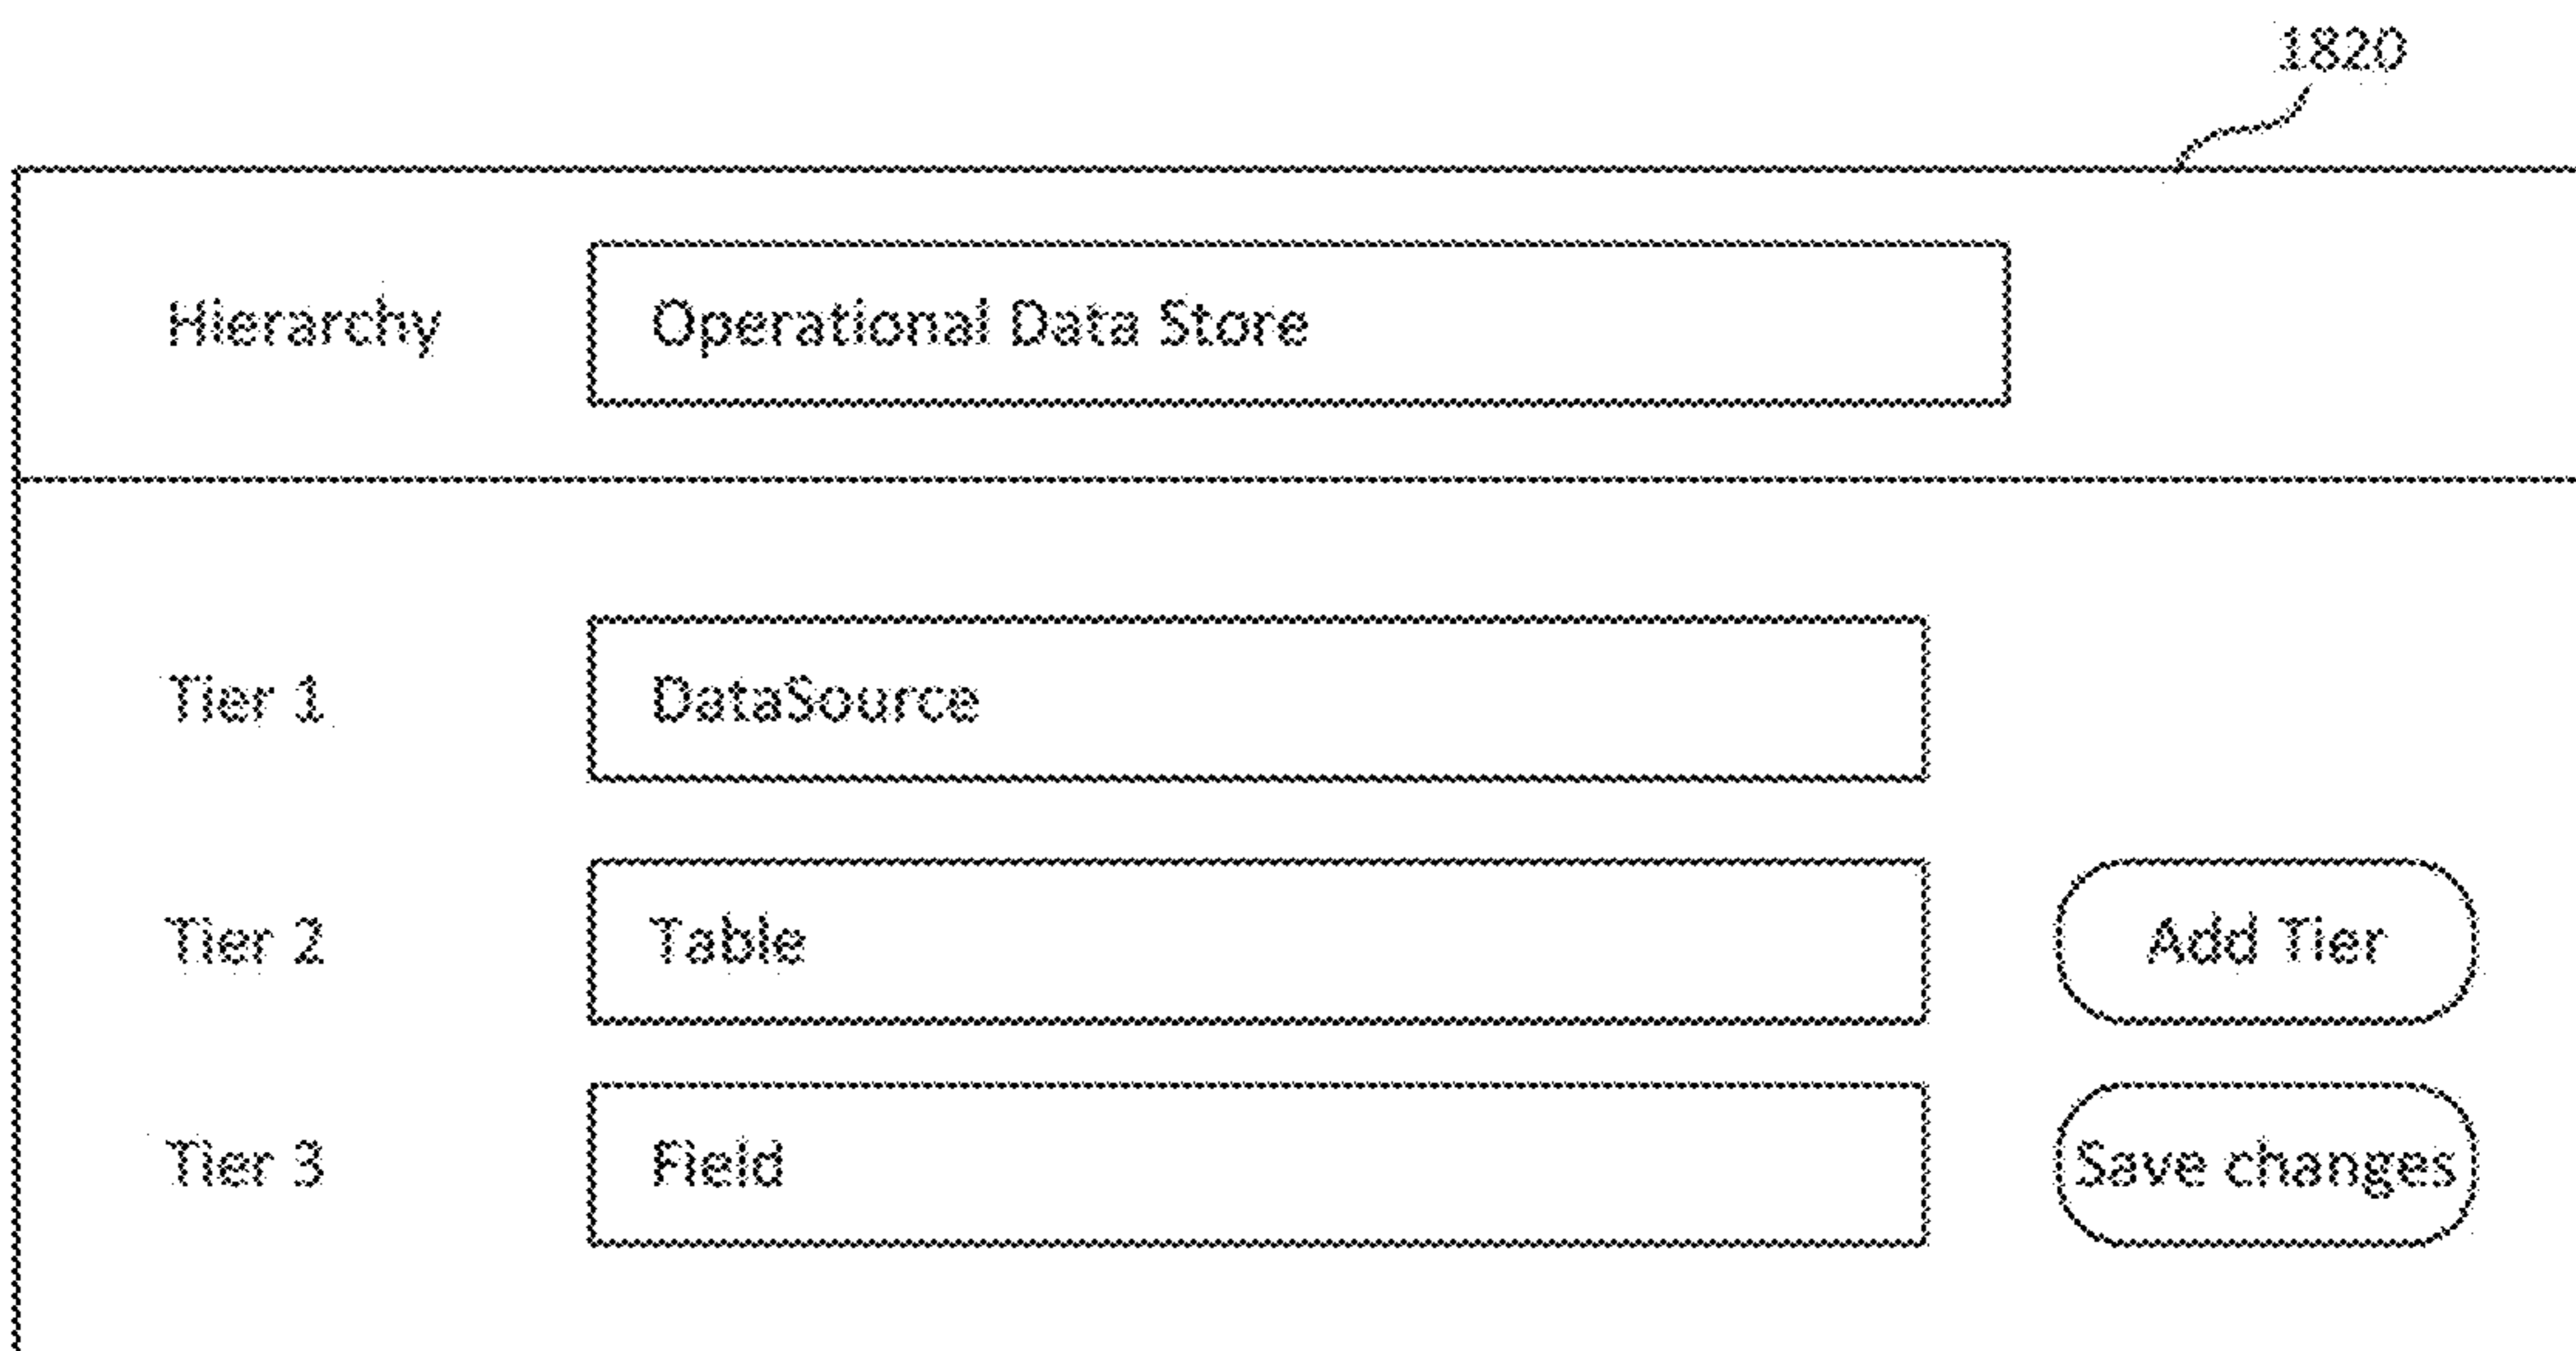 1820
Hierarchy Operational Data Store
Tier 1 DataSource
Tier 2 Table Add Tier
Tier 3 Field Save changes